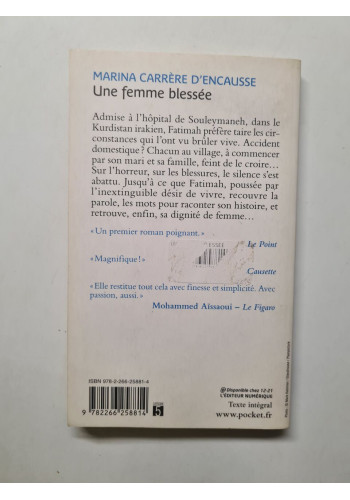 MARINA CARRÈRE D'ENCAUSSE
Une femme blessée
Admise à l'hôpital de Souleymaneh, dans le
Kurdistan irakien, Fatimah préfère taire les cir-
constances qui l'ont vu brûler vive. Accident
domestique ? Chacun au village, à commencer
par son mari et sa famille, feint de le croire...
Sur l'horreur, sur les blessures, le silence s'est
abattu. Jusqu'à ce que Fatimah, poussée par
l'inextinguible désir de vivre, recouvre la
parole, les mots pour raconter son histoire, et
retrouve, enfin, sa dignité de femme...
« Un premier roman poignant. »
Le Point
« Magnifique ! »
Causette
« Elle restitue tout cela avec finesse et simplicité. Avec
passion, aussi. »
Mohammed Aïssaoui – Le Figaro
ISBN 978-2-266-25881-4
9 782266 258814
5
@ Disponible chez 12-21
L'ÉDITEUR NUMÉRIQUE
Texte intégral
www.pocket.fr